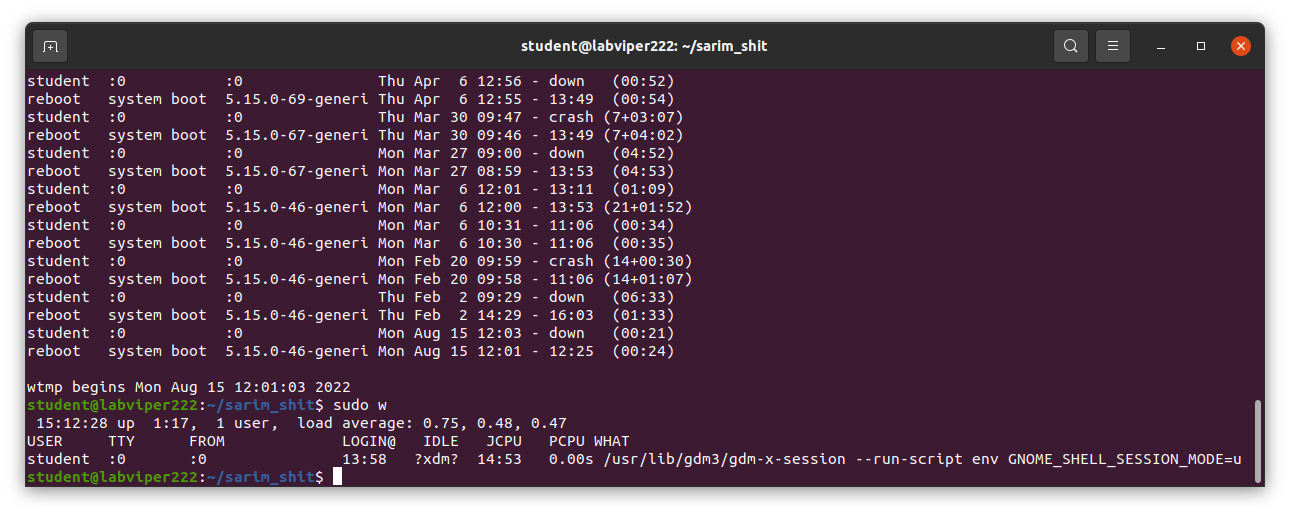 student@labviper222: ~/sarim_shit
student  :0           :0               Thu Apr  6 12:56 - down   (00:52)
reboot   system boot  5.15.0-69-generi Thu Apr  6 12:55 - 13:49  (00:54)
student  :0           :0               Thu Mar 30 09:47 - crash (7+03:07)
reboot   system boot  5.15.0-67-generi Thu Mar 30 09:46 - 13:49 (7+04:02)
student  :0           :0               Mon Mar 27 09:00 - down   (04:52)
reboot   system boot  5.15.0-67-generi Mon Mar 27 08:59 - 13:53  (04:53)
student  :0           :0               Mon Mar  6 12:01 - 13:11  (01:09)
reboot   system boot  5.15.0-46-generi Mon Mar  6 12:00 - 13:53 (21+01:52)
student  :0           :0               Mon Mar  6 10:31 - 11:06  (00:34)
reboot   system boot  5.15.0-46-generi Mon Mar  6 10:30 - 11:06  (00:35)
student  :0           :0               Mon Feb 20 09:59 - crash (14+00:30)
reboot   system boot  5.15.0-46-generi Mon Feb 20 09:58 - 11:06 (14+01:07)
student  :0           :0               Thu Feb  2 09:29 - down   (06:33)
reboot   system boot  5.15.0-46-generi Thu Feb  2 14:29 - 16:03  (01:33)
student  :0           :0               Mon Aug 15 12:03 - down   (00:21)
reboot   system boot  5.15.0-46-generi Mon Aug 15 12:01 - 12:25  (00:24)
wtmp begins Mon Aug 15 12:01:03 2022
student@labviper222:~/sarim_shit$ sudo w
 15:12:28 up  1:17,  1 user,  load average: 0.75, 0.48, 0.47
USER     TTY      FROM             LOGIN@   IDLE   JCPU   PCPU WHAT
student  :0       :0               13:58   ?xdm?  14:53   0.00s /usr/lib/gdm3/gdm-x-session --run-script env GNOME_SHELL_SESSION_MODE=u
student@labviper222:~/sarim_shit$